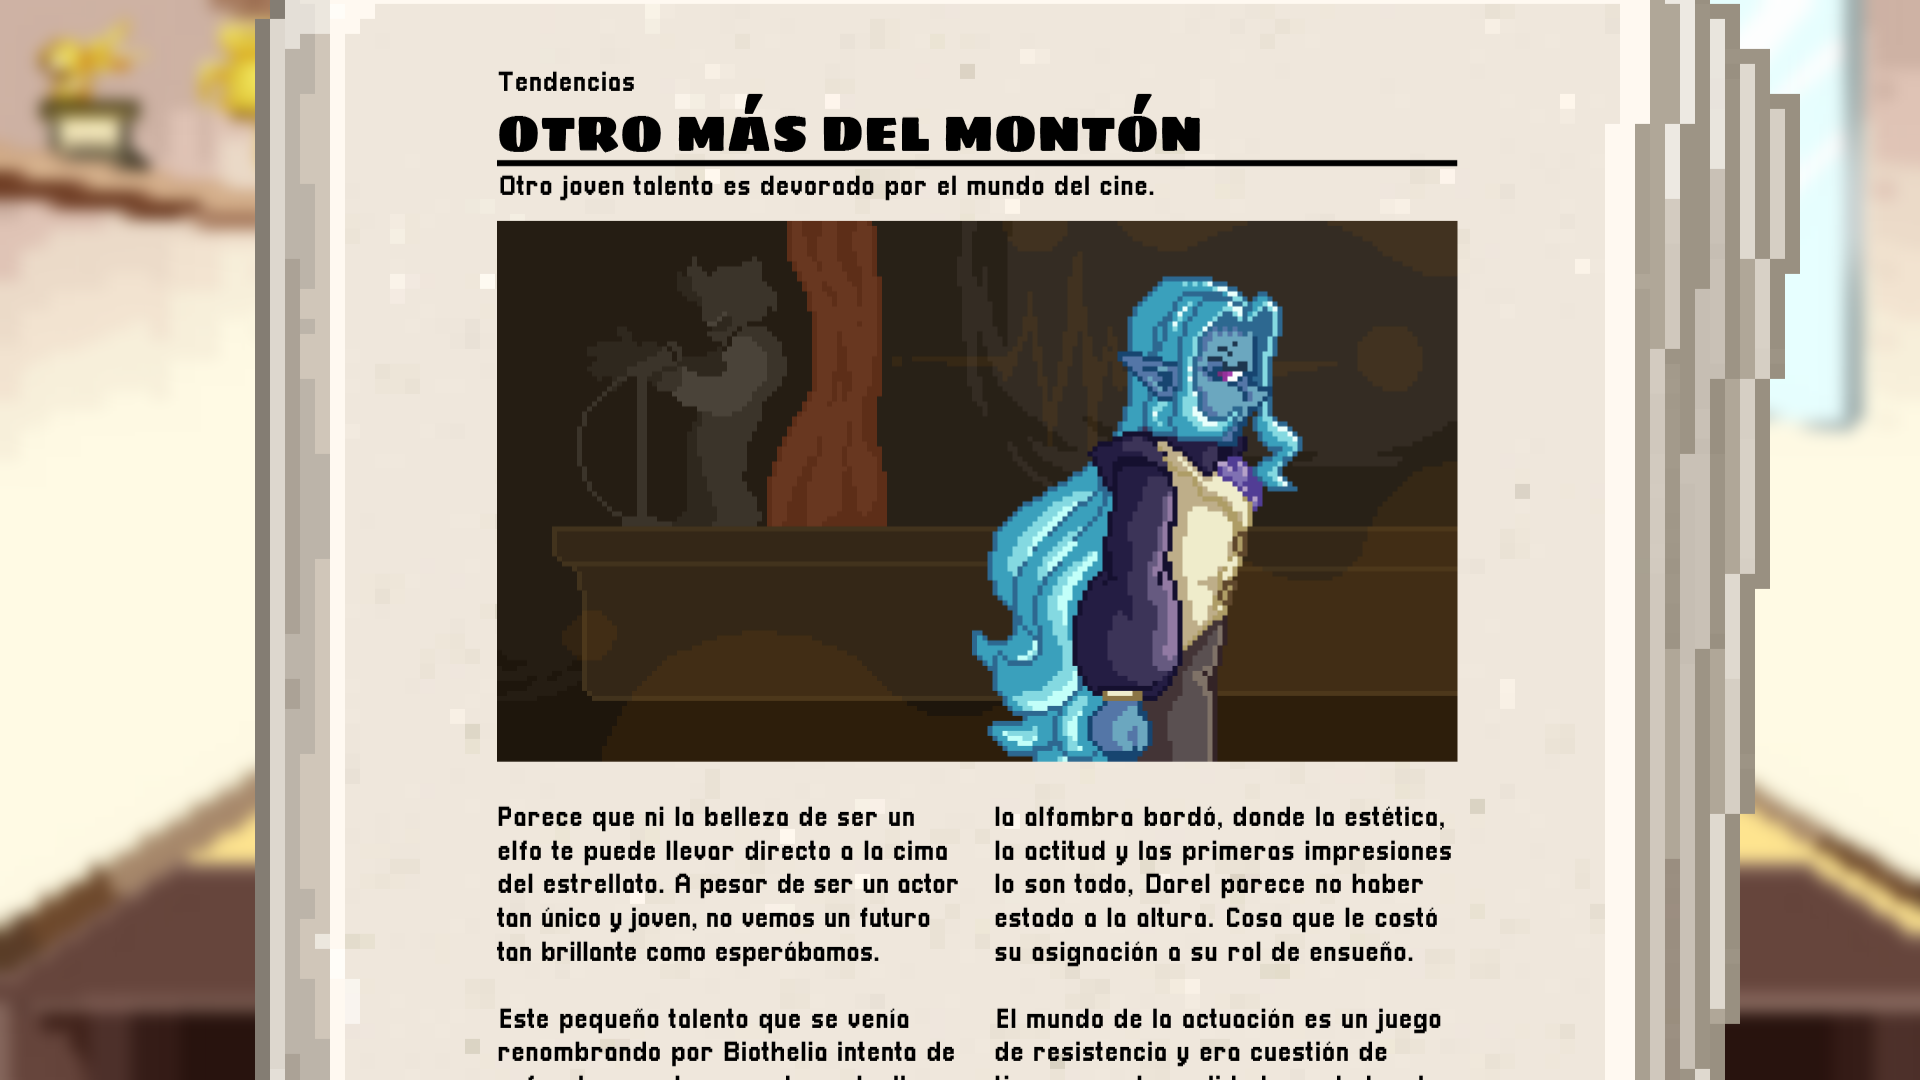 Tendencias
OTRO MÁS DEL MONTÓN
Otro joven talento es devorado por el mundo del cine.
Parece que ni la belleza de ser un
elfo te puede llevar directo a la cima
del estrellato. A pesar de ser un actor
tan único y joven, no vemos un futuro
tan brillante como esperábamos.
Este pequeño talento que se venía
renombrando por Biothelia intenta de
la alfombra bordó, donde la estética,
la actitud y las primeras impresiones
lo son todo, Darel parece no haber
estado a la altura. Cosa que le costó
su asignación a su rol de ensueño.
El mundo de la actuación es un juego
de resistencia y era cuestión de